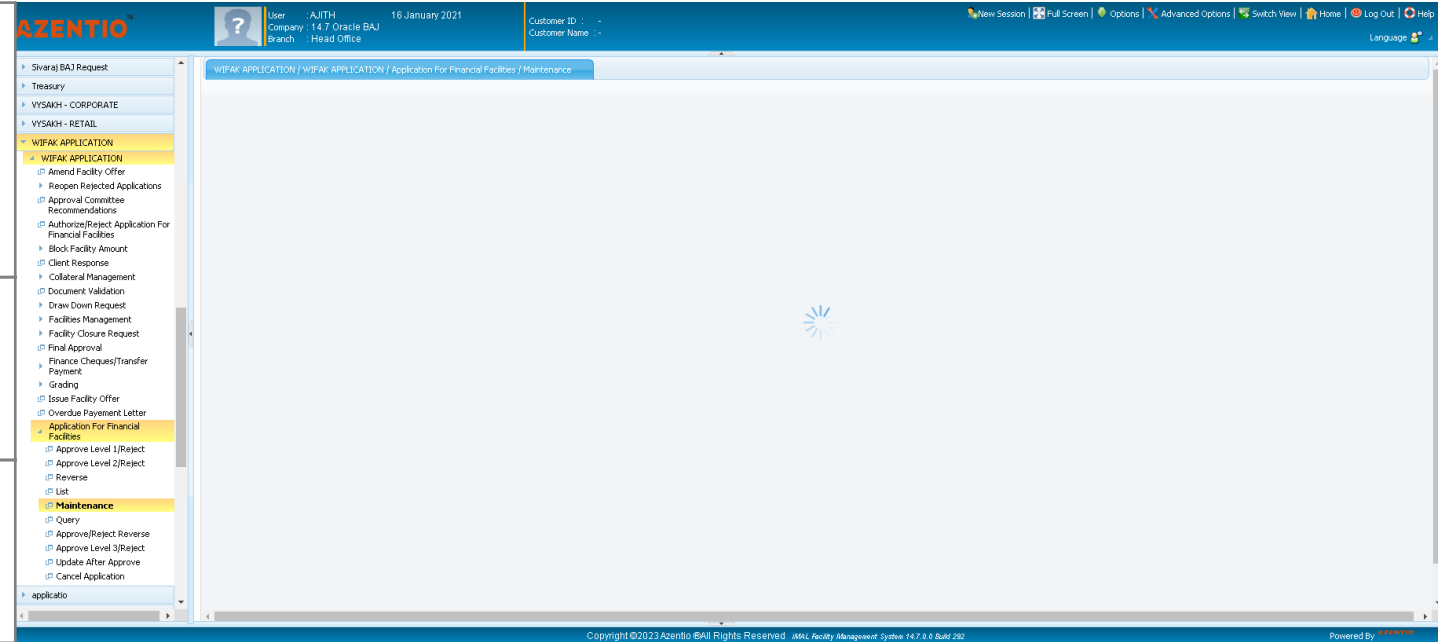 AZENTIO™
User : AJITH 16 January 2021
Company : 14.7 Oracle BAJ
Branch : Head Office
Customer ID : -
Customer Name : -
New Session | Full Screen | Options | Advanced Options | Switch View | Home | Log Out | Help
Language
Sivaraj BAJ Request
Treasury
VYSAKH - CORPORATE
VYSAKH - RETAIL
WIFAK APPLICATION
WIFAK APPLICATION
Amend Facility Offer
Reopen Rejected Applications
Approval Committee
Recommendations
Authorize/Reject Application For
Financial Facilities
Block Facility Amount
Client Response
Collateral Management
Document Validation
Draw Down Request
Facilities Management
Facility Closure Request
Final Approval
Finance Cheques/Transfer
Payment
Grading
Issue Facility Offer
Overdue Payement Letter
Application For Financial
Facilities
Approve Level 1/Reject
Approve Level 2/Reject
Reverse
List
Maintenance
Query
Approve/Reject Reverse
Approve Level 3/Reject
Update After Approve
Cancel Application
applicatio
WIFAK APPLICATION / WIFAK APPLICATION / Application For Financial Facilities / Maintenance
Copyright ©2023 Azentio ®All Rights Reserved iMAL Facility Management System 14.7.0.0 Build 292
Powered By AZENTIO